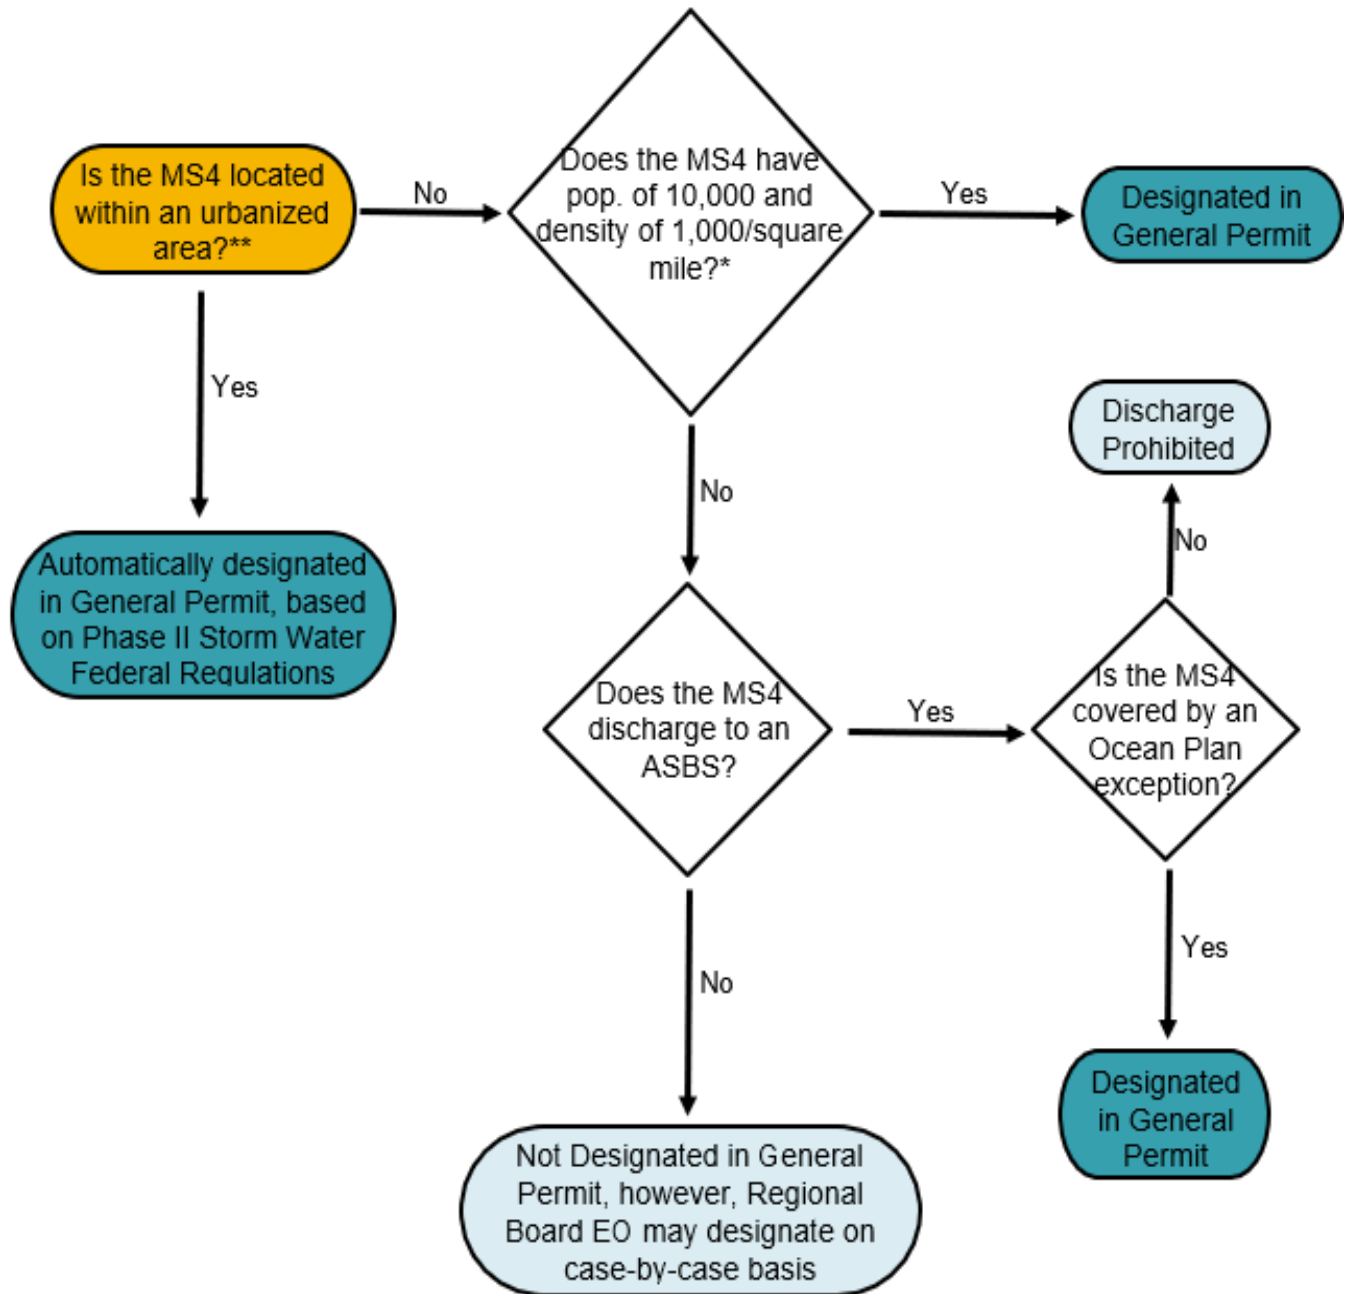 Is the MS4 located
within an urbanized
area?**
No
Does the MS4 have
pop. of 10,000 and
density of 1,000/square
mile?*
Yes
Designated in
General Permit
Yes
Automatically designated
in General Permit, based
on Phase II Storm Water
Federal Regulations
No
Discharge
Prohibited
No
Does the MS4
discharge to an
ASBS?
Yes
Is the MS4
covered by an
Ocean Plan
exception?
Yes
Designated
in General
Permit
No
Not Designated in General
Permit, however, Regional
Board EO may designate on
case-by-case basis